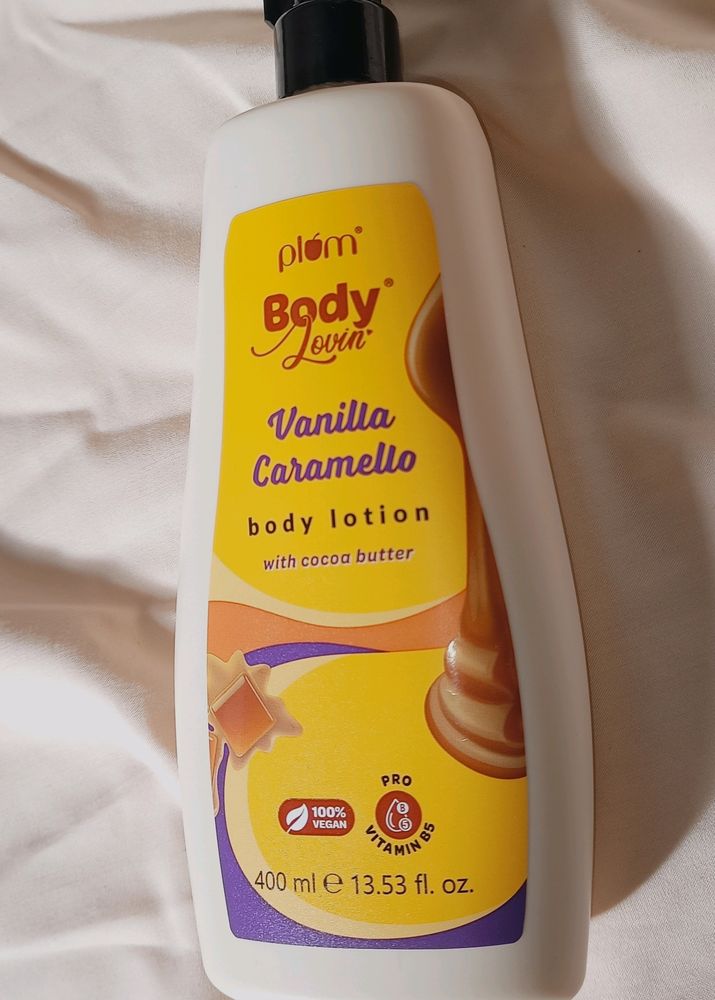 plum®
Body®
Lovin'
Vanilla
Caramello
body lotion
with cocoa butter
100%
VEGAN
PRO
B
5
VITAMIN B5
400 ml ℮ 13.53 fl. oz.